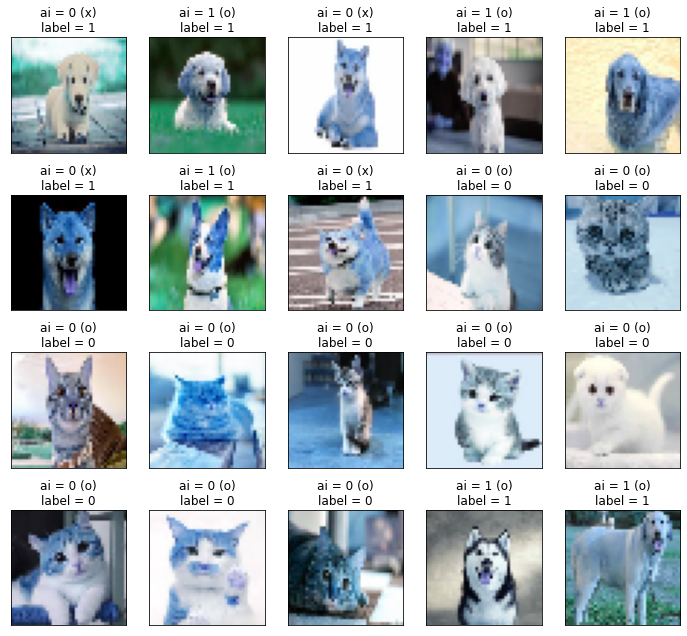 ai = 0 (x)
label = 1
ai = 1 (o)
label = 1
ai = 0 (x)
label = 1
ai = 1 (o)
label = 1
ai = 1 (o)
label = 1
ai = 0 (x)
label = 1
ai = 1 (o)
label = 1
ai = 0 (x)
label = 1
ai = 0 (o)
label = 0
ai = 0 (o)
label = 0
ai = 0 (o)
label = 0
ai = 0 (o)
label = 0
ai = 0 (o)
label = 0
ai = 0 (o)
label = 0
ai = 0 (o)
label = 0
ai = 0 (o)
label = 0
ai = 0 (o)
label = 0
ai = 0 (o)
label = 0
ai = 1 (o)
label = 1
ai = 1 (o)
label = 1